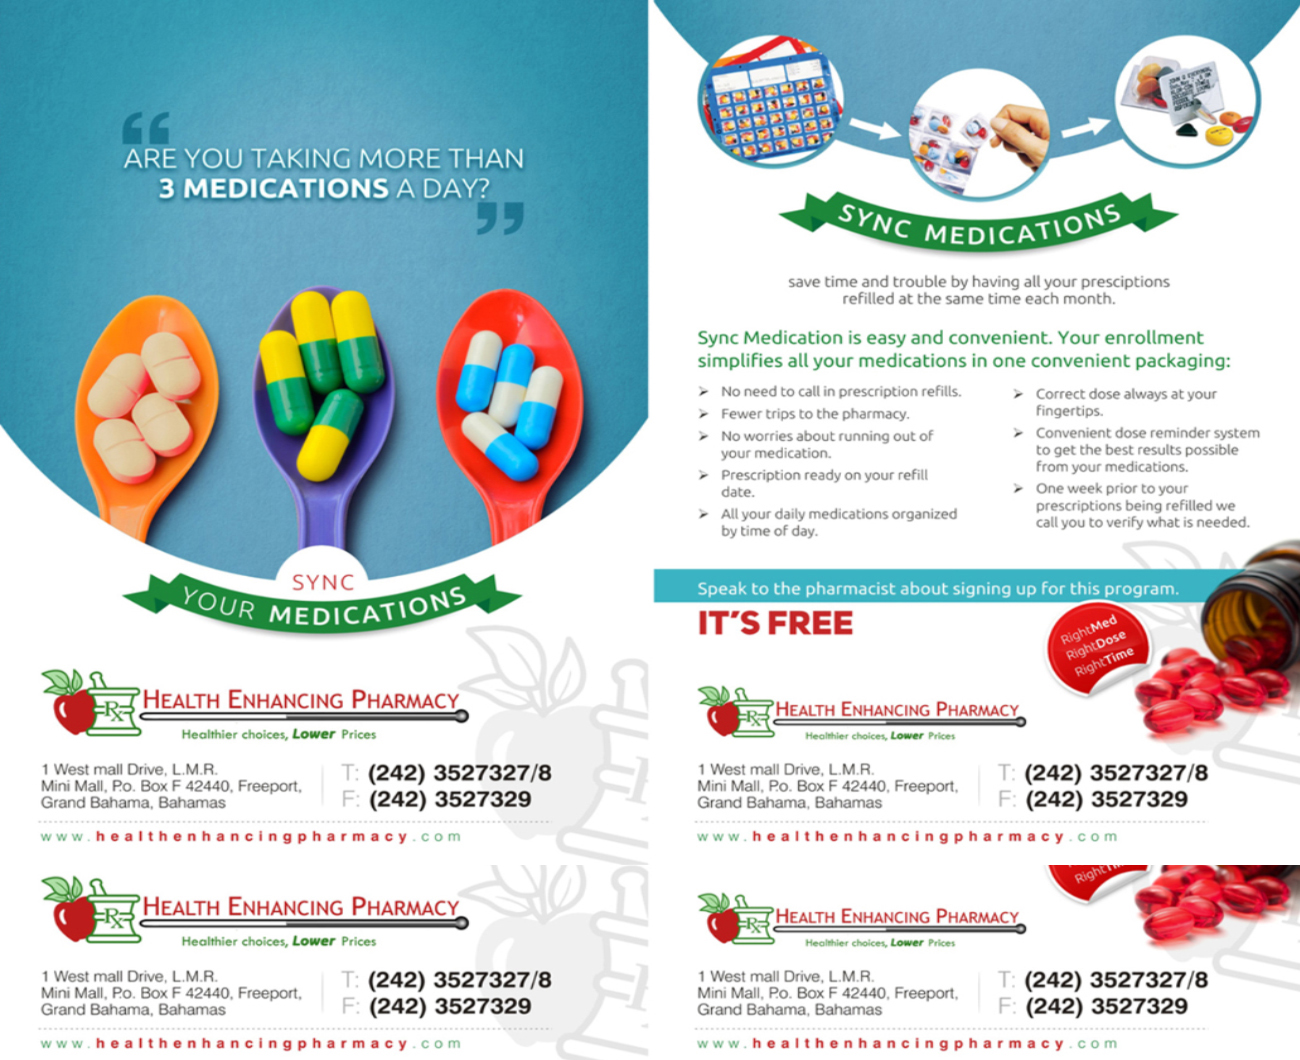 “
ARE YOU TAKING MORE THAN
3 MEDICATIONS A DAY?
”
SYNC
YOUR MEDICATIONS
Rx
HEALTH ENHANCING PHARMACY
Healthier choices, Lower Prices
1 West mall Drive, L.M.R.
Mini Mall, P.o. Box F 42440, Freeport,
Grand Bahama, Bahamas
T: (242) 3527327/8
F: (242) 3527329
www.healthenhancingpharmacy.com
Rx
HEALTH ENHANCING PHARMACY
Healthier choices, Lower Prices
1 West mall Drive, L.M.R.
Mini Mall, P.o. Box F 42440, Freeport,
Grand Bahama, Bahamas
T: (242) 3527327/8
F: (242) 3527329
www.healthenhancingpharmacy.com
SYNC MEDICATIONS
save time and trouble by having all your presciptions
refilled at the same time each month.
Sync Medication is easy and convenient. Your enrollment
simplifies all your medications in one convenient packaging:
➢ No need to call in prescription refills.
➢ Fewer trips to the pharmacy.
➢ No worries about running out of
your medication.
➢ Prescription ready on your refill
date.
➢ All your daily medications organized
by time of day.
➢ Correct dose always at your
fingertips.
➢ Convenient dose reminder system
to get the best results possible
from your medications.
➢ One week prior to your
prescriptions being refilled we
call you to verify what is needed.
Speak to the pharmacist about signing up for this program.
IT'S FREE
RightMed
RightDose
RightTime
Rx
HEALTH ENHANCING PHARMACY
Healthier choices, Lower Prices
1 West mall Drive, L.M.R.
Mini Mall, P.o. Box F 42440, Freeport,
Grand Bahama, Bahamas
T: (242) 3527327/8
F: (242) 3527329
www.healthenhancingpharmacy.com
Rx
HEALTH ENHANCING PHARMACY
Healthier choices, Lower Prices
1 West mall Drive, L.M.R.
Mini Mall, P.o. Box F 42440, Freeport,
Grand Bahama, Bahamas
T: (242) 3527327/8
F: (242) 3527329
www.healthenhancingpharmacy.com